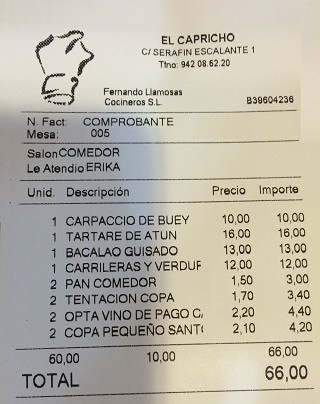 EL CAPRICHO
C/ SERAFIN ESCALANTE 1
Tfno: 942 08.62.20
Fernando Llamosas
Cocineros S.L. B39604236
N. Fact: COMPROBANTE
Mesa: 005
Salon COMEDOR
Le Atendio ERIKA
Unid. Descripción Precio Importe
1 CARPACCIO DE BUEY 10,00 10,00
1 TARTARE DE ATUN 16,00 16,00
1 BACALAO GUISADO 13,00 13,00
1 CARRILERAS Y VERDUF 12,00 12,00
2 PAN COMEDOR 1,50 3,00
2 TENTACION COPA 1,70 3,40
2 OPTA VINO DE PAGO C 2,20 4,40
2 COPA PEQUEÑO SANT 2,10 4,20
60,00 10,00 66,00
TOTAL 66,00